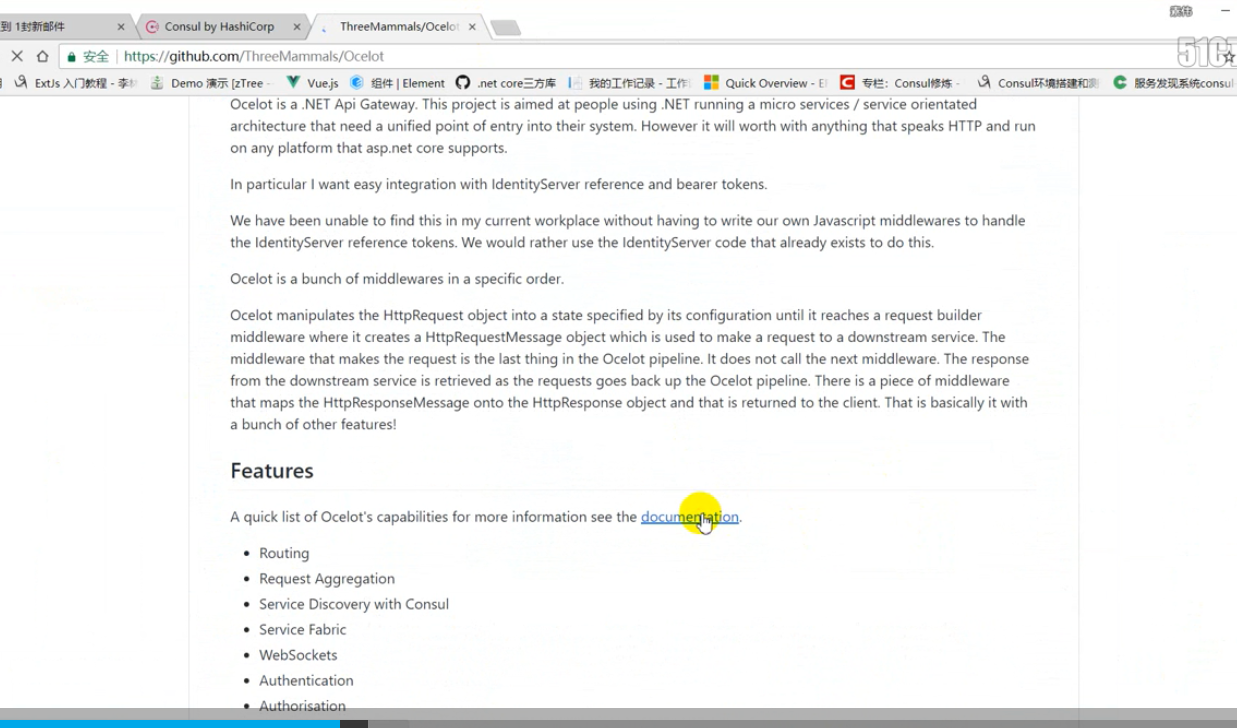 到 1封新邮件
Consul by HashiCorp
ThreeMammals/Ocelot
安全
https://github.com/ThreeMammals/Ocelot
ExtJs 入门教程 - 李
Demo 演示 [zTree -
Vue.js
组件 | Element
.net core三方库
我的工作记录 - 工作
Quick Overview - El
专栏：Consul修炼 -
Consul环境搭建和
服务发现系统consul
Ocelot is a .NET Api Gateway. This project is aimed at people using .NET running a micro services / service orientated
architecture that need a unified point of entry into their system. However it will worth with anything that speaks HTTP and run
on any platform that asp.net core supports.
In particular I want easy integration with IdentityServer reference and bearer tokens.
We have been unable to find this in my current workplace without having to write our own Javascript middlewares to handle
the IdentityServer reference tokens. We would rather use the IdentityServer code that already exists to do this.
Ocelot is a bunch of middlewares in a specific order.
Ocelot manipulates the HttpRequest object into a state specified by its configuration until it reaches a request builder
middleware where it creates a HttpRequestMessage object which is used to make a request to a downstream service. The
middleware that makes the request is the last thing in the Ocelot pipeline. It does not call the next middleware. The response
from the downstream service is retrieved as the requests goes back up the Ocelot pipeline. There is a piece of middleware
that maps the HttpResponseMessage onto the HttpResponse object and that is returned to the client. That is basically it with
a bunch of other features!
Features
A quick list of Ocelot's capabilities for more information see the documentation.
Routing
Request Aggregation
Service Discovery with Consul
Service Fabric
WebSockets
Authentication
Authorisation